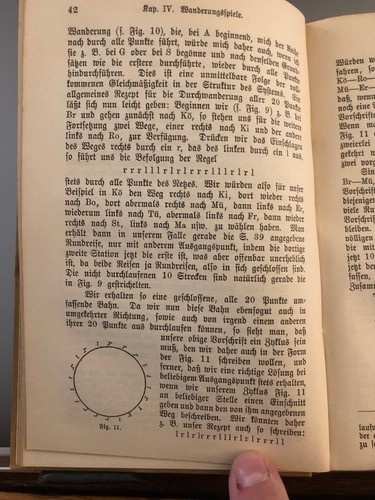 42 Kap. IV. Wanderungsspiele.
Wanderung (ſ. Fig. 10), die, bei A beginnend, mich der Reihe
nach durch alle Punkte führt, würde mich daher auch, wenn ich
ſie z. B. bei G oder bei S begönne und nach denſelben Grund-
ſätzen wie die erſtere durchführte, wieder durch alle Punkte
hindurchführen. Dies iſt eine unmittelbare Folge der voll-
kommenen Gleichmäßigkeit in der Struktur des Syſtems. Ein
allgemeines Rezept für die Durchwanderung aller 20 Punkte
läßt ſich nun leicht geben: Beginnen wir (ſ. Fig. 9) z. B. bei
Br und gehen zunächſt nach Kö, ſo ſtehen uns für die weitere
Fortſetzung zwei Wege, einer rechts nach Ki und der andere
links nach Ro, zur Verfügung. Drücken wir das Einſchlagen
des Weges rechts durch ein r, das des linken durch ein l aus,
ſo führt uns die Befolgung der Regel
r r r l l l r l r l r r r l l l r l r l
ſtets durch alle Punkte des Netzes. Wir würden alſo für unſer
Beiſpiel in Kö den Weg rechts nach Ki, dort wieder rechts
nach Bo, dort abermals rechts nach Mü, dann links nach Er,
wiederum links nach Tü, abermals links nach Fr, dann wieder
rechts nach St, links nach Ma uſw. zu wählen haben. Man
erhält dann in unſerem Falle gerade die S. 39 angegebene
Rundreiſe, nur mit anderem Ausgangspunkt, indem die dortige
zweite Station jetzt die erſte iſt, was aber offenbar unerheblich
iſt, da beide Reiſen ja Rundreiſen, alſo in ſich geſchloſſen ſind.
Die nicht durchlaufenen 10 Strecken ſind natürlich gerade die
in Fig. 9 geſtrichelten.
Wir erhalten ſo eine geſchloſſene, alle 20 Punkte um-
faſſende Bahn. Da wir nun dieſe Bahn ebenſogut auch in
umgekehrter Richtung, ſowie auch von irgend einem anderen
ihrer 20 Punkte aus durchlaufen können, ſo ſieht man, daß
unſere obige Vorſchrift ein Zyklus ſein
muß, den wir daher auch in der Form
der Fig. 11 ſchreiben wollen, und
ferner, daß wir eine richtige Löſung bei
beliebigem Ausgangspunkt ſtets erhalten,
wenn wir unſerem Zyklus Fig. 11
an beliebiger Stelle einen Einſchnitt
geben und dann den von ihm angegebenen
Weg beſchreiben. Wir könnten daher
z. B. unſer Rezept auch ſo ſchreiben:
l r l r l r r r l l l r l r l r r r l l
Fig. 11.